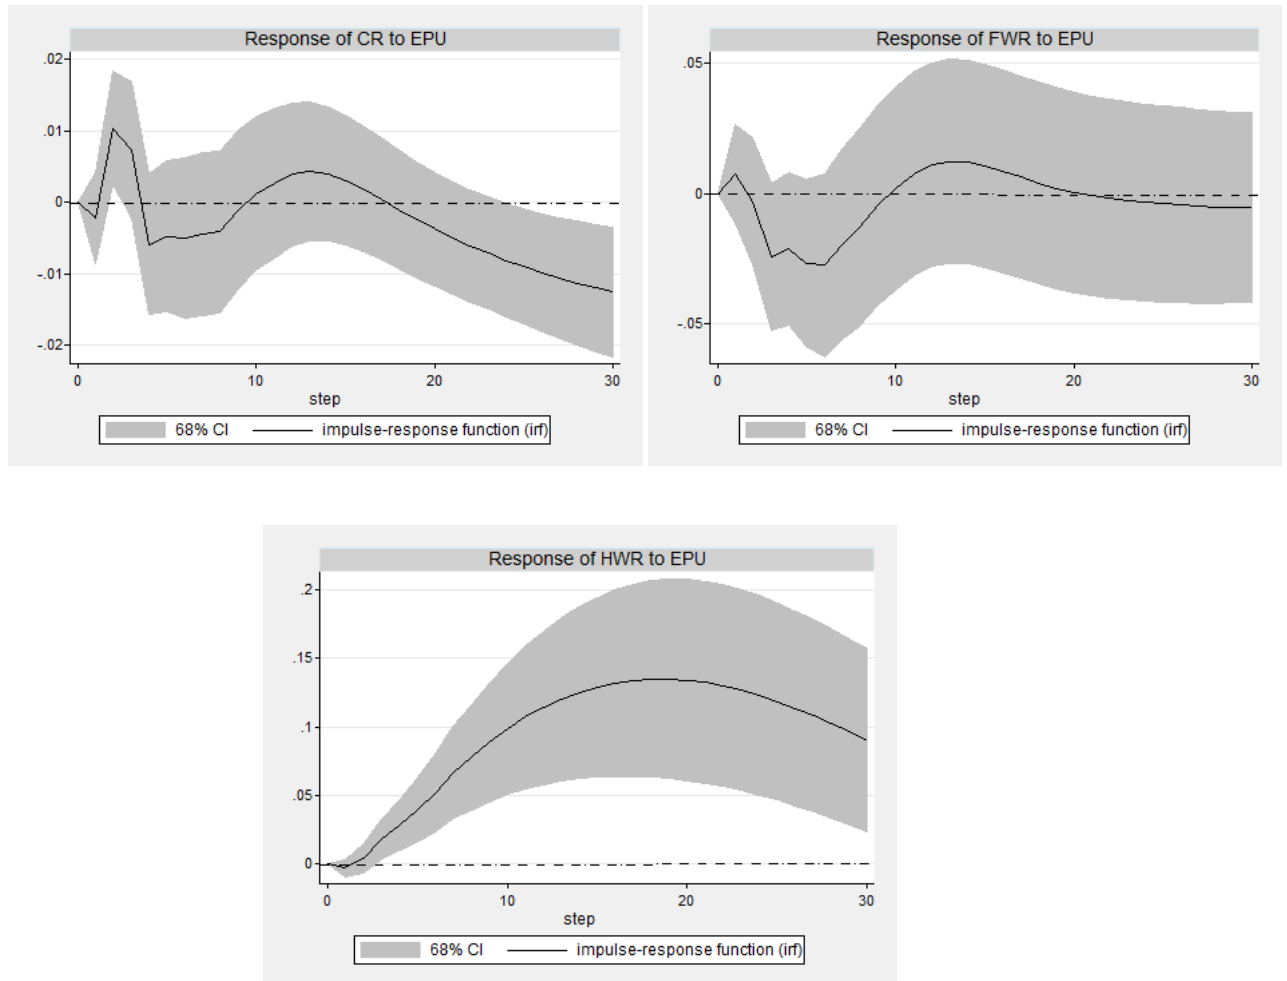 Response of CR to EPU
.02
.01
0
-.01
-.02
0
10
20
30
step
68% CI
impulse-response function (irf)
Response of FWR to EPU
.05
0
-.05
0
10
20
30
step
68% CI
impulse-response function (irf)
Response of HWR to EPU
.2
.15
.1
.05
0
0
10
20
30
step
68% CI
impulse-response function (irf)